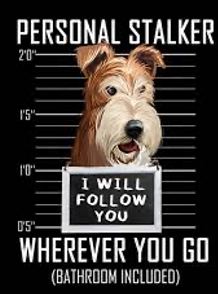 PERSONAL STALKER
2'0"
1'5"
1'0"
I WILL
FOLLOW
YOU
0'5"
WHEREVER YOU GO
(BATHROOM INCLUDED)